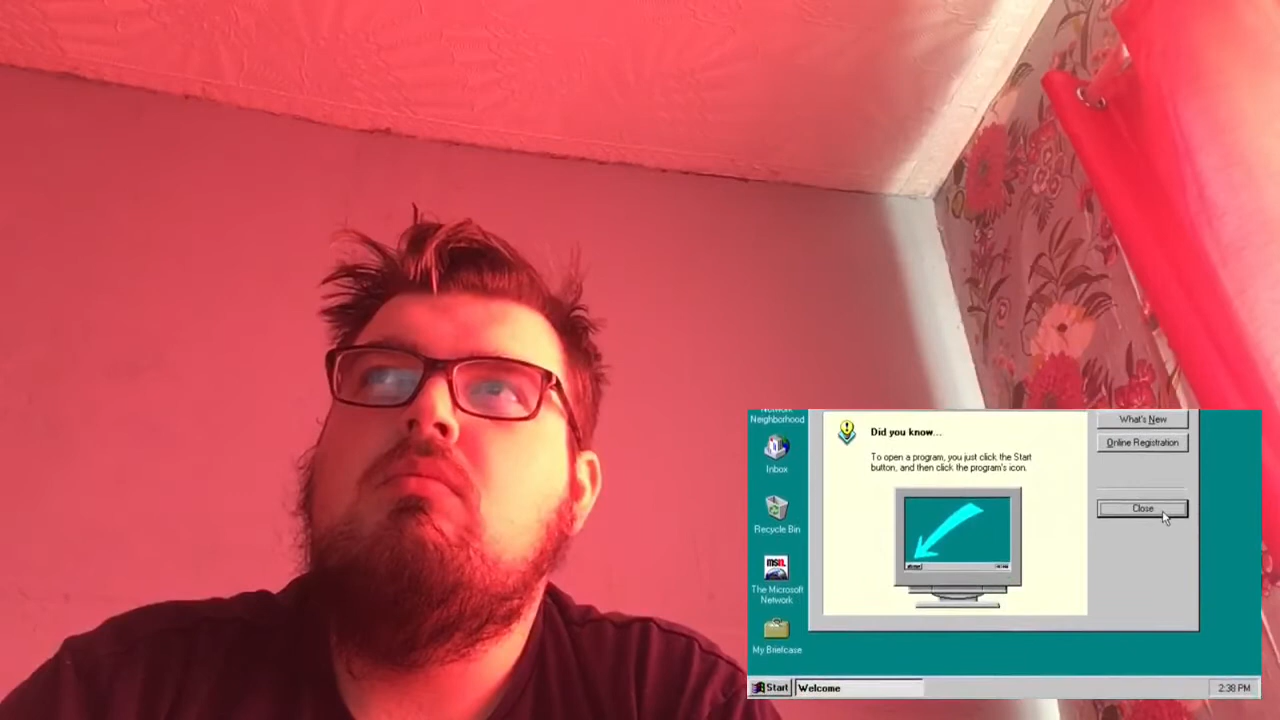 Network
Neighborhood
Inbox
Recycle Bin
msn.
The Microsoft
Network
My Briefcase
Did you know...
To open a program, you just click the Start
button, and then click the program's icon.
What's New
Online Registration
Close
Start
Welcome
2:38 PM